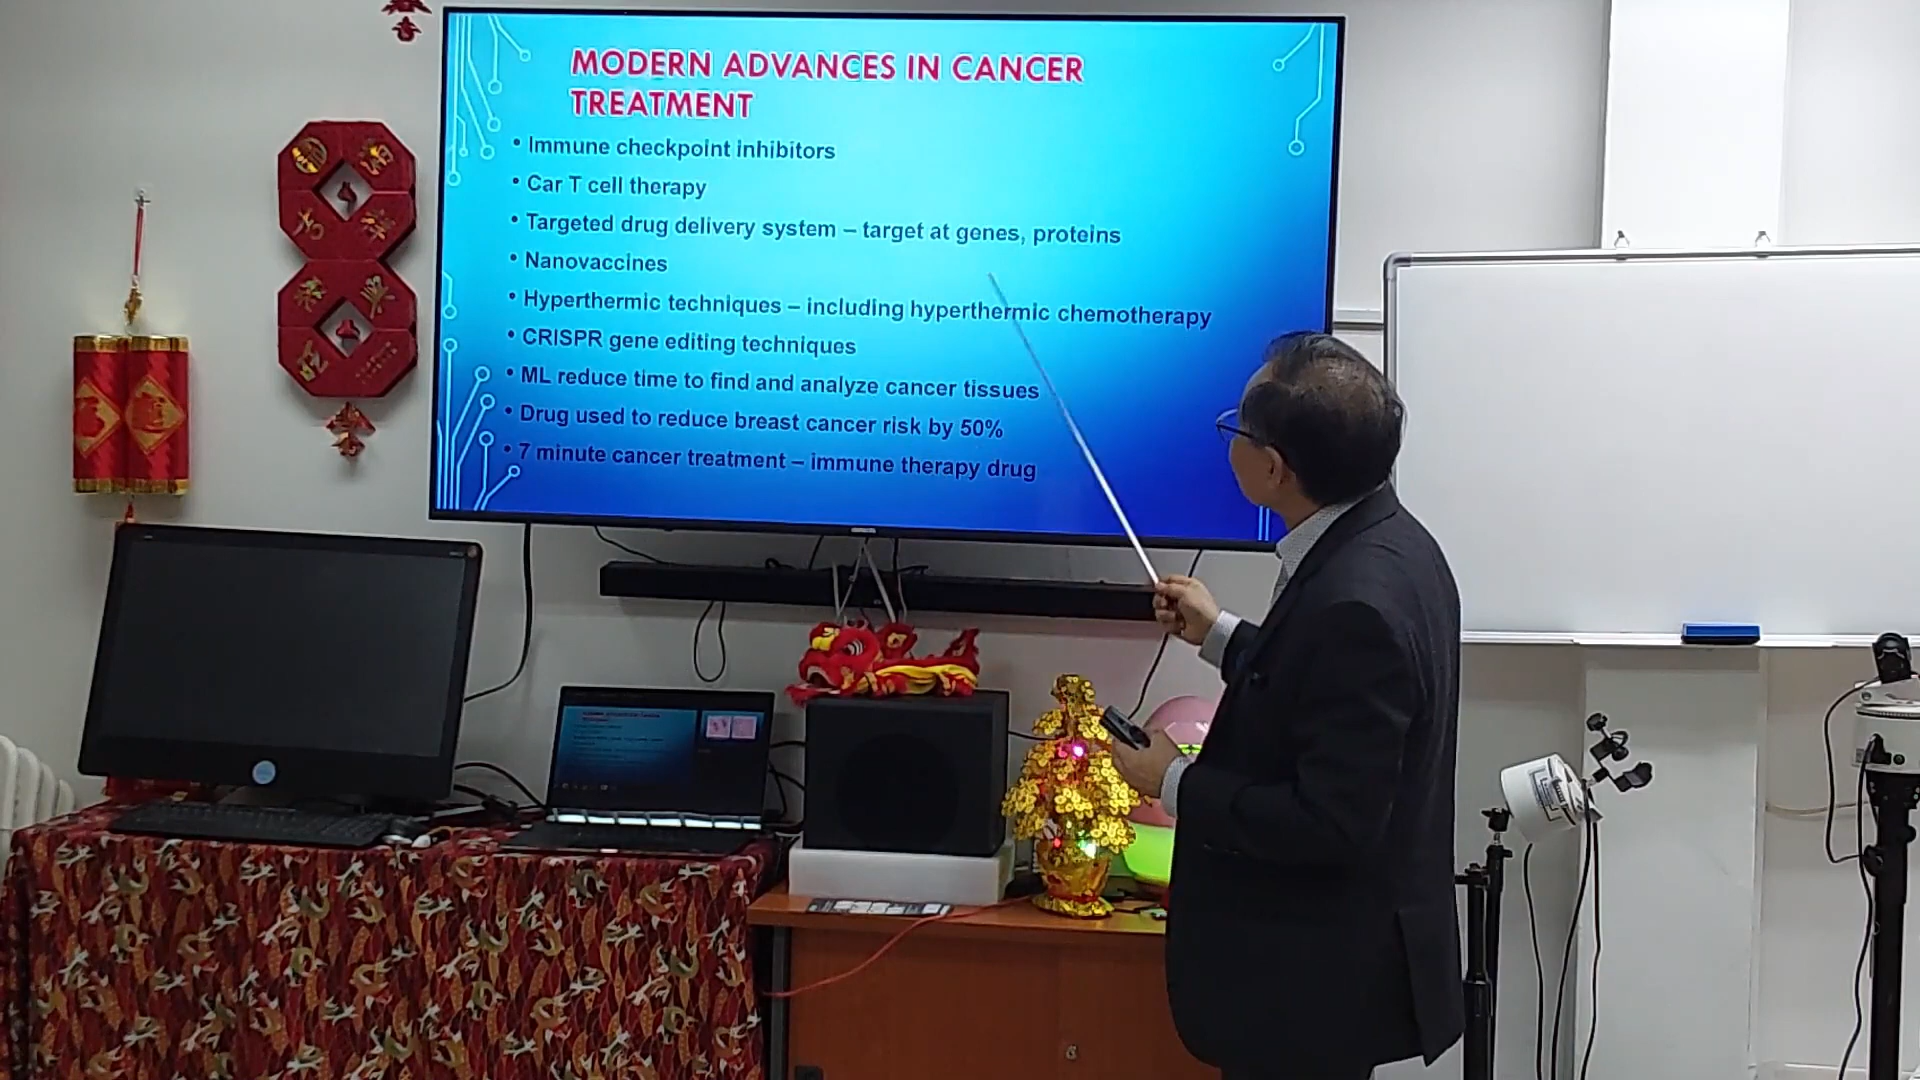 MODERN ADVANCES IN CANCER
TREATMENT
• Immune checkpoint inhibitors
• Car T cell therapy
• Targeted drug delivery system – target at genes, proteins
• Nanovaccines
• Hyperthermic techniques – including hyperthermic chemotherapy
• CRISPR gene editing techniques
• ML reduce time to find and analyze cancer tissues
• Drug used to reduce breast cancer risk by 50%
• 7 minute cancer treatment – immune therapy drug